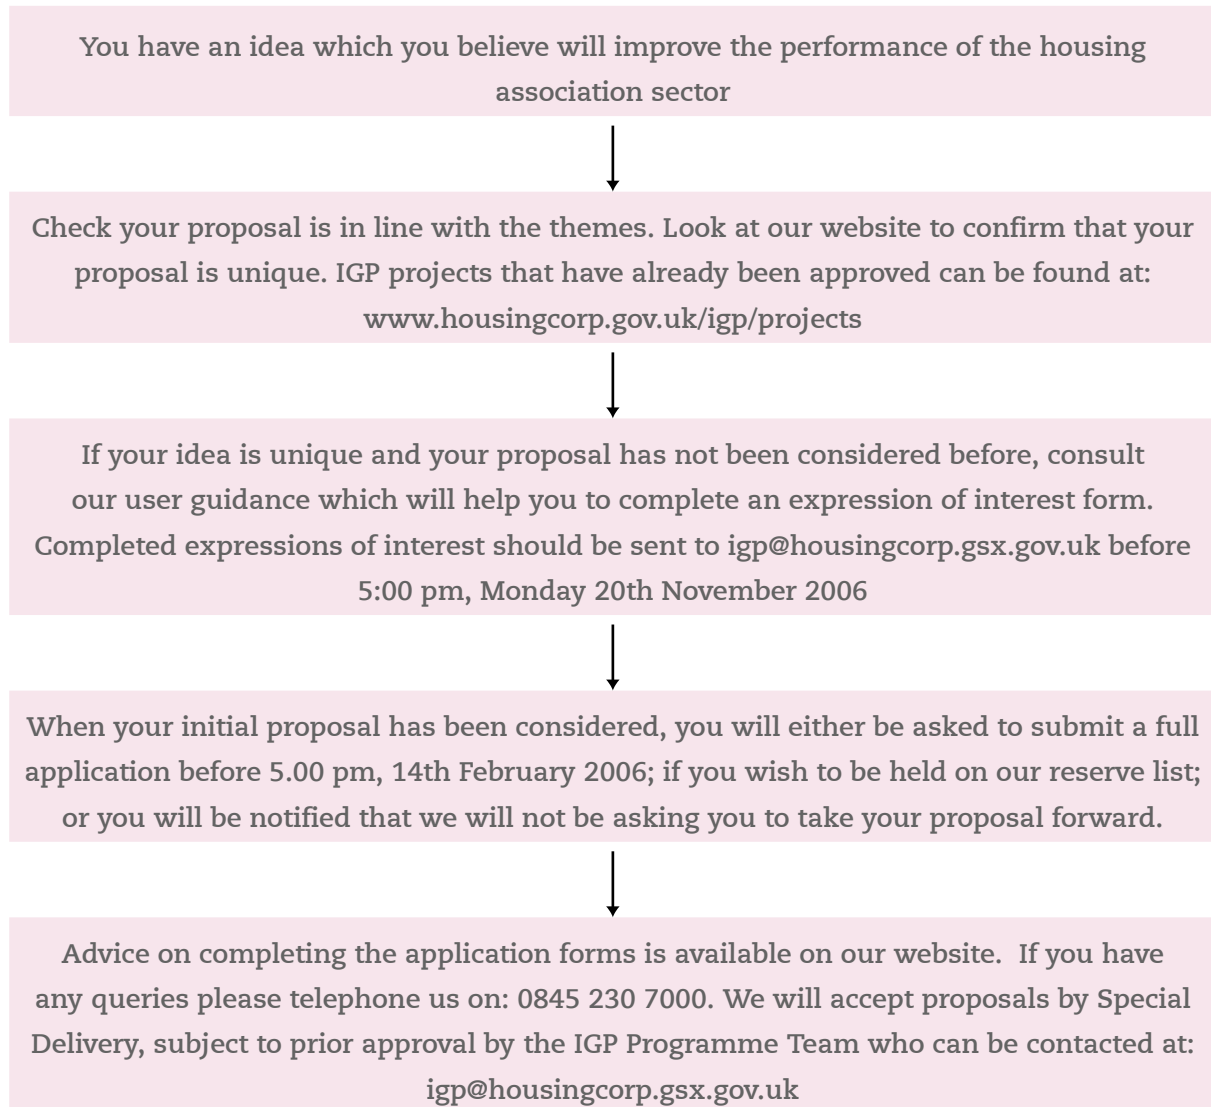 You have an idea which you believe will improve the performance of the housing
association sector
Check your proposal is in line with the themes. Look at our website to confirm that your
proposal is unique. IGP projects that have already been approved can be found at:
www.housingcorp.gov.uk/igp/projects
If your idea is unique and your proposal has not been considered before, consult
our user guidance which will help you to complete an expression of interest form.
Completed expressions of interest should be sent to igp@housingcorp.gsx.gov.uk before
5:00 pm, Monday 20th November 2006
When your initial proposal has been considered, you will either be asked to submit a full
application before 5.00 pm, 14th February 2006; if you wish to be held on our reserve list;
or you will be notified that we will not be asking you to take your proposal forward.
Advice on completing the application forms is available on our website.  If you have
any queries please telephone us on: 0845 230 7000. We will accept proposals by Special
Delivery, subject to prior approval by the IGP Programme Team who can be contacted at:
igp@housingcorp.gsx.gov.uk